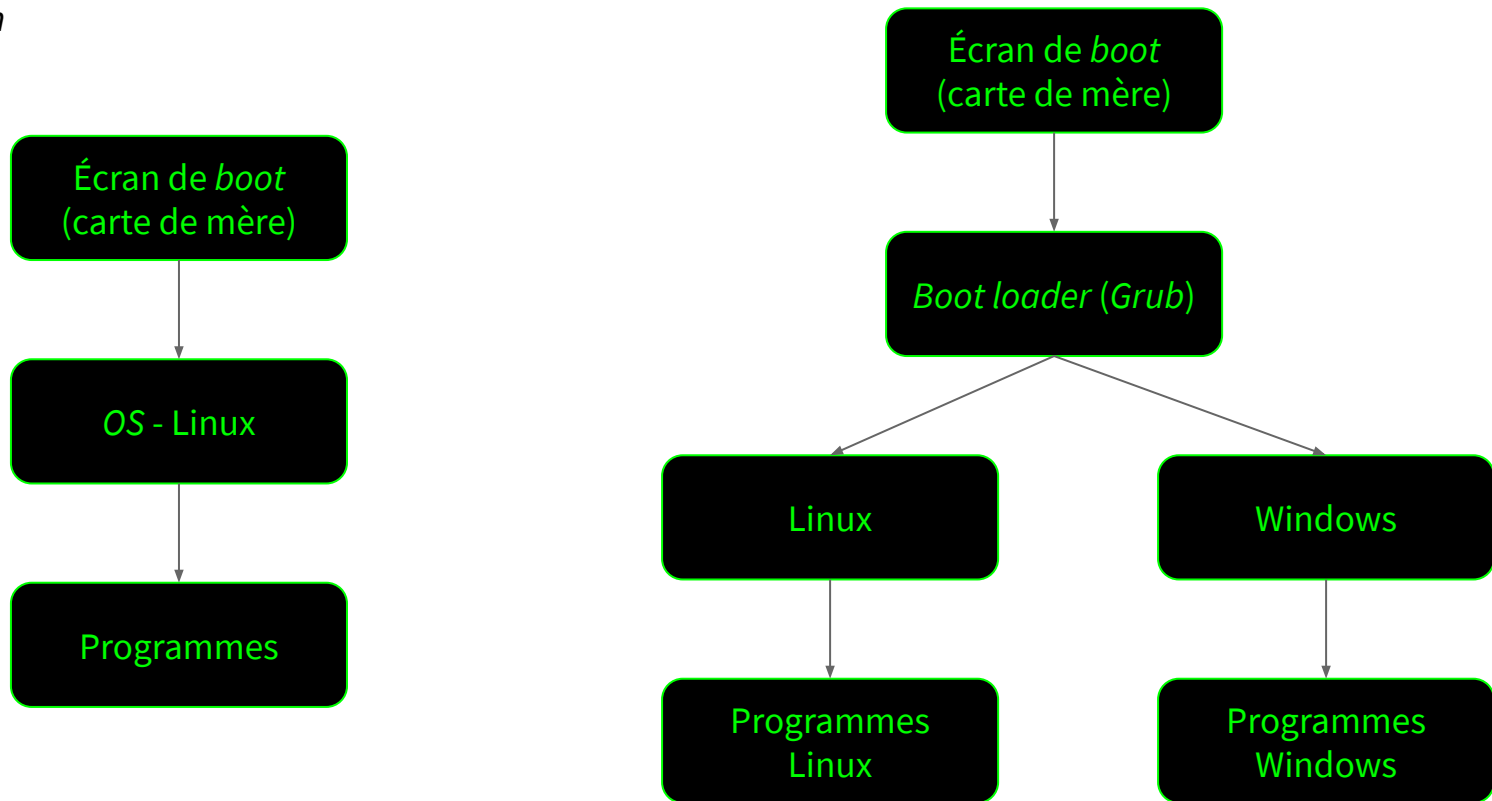 Écran de boot
(carte de mère)
OS - Linux
Programmes
Écran de boot
(carte de mère)
Boot loader (Grub)
Linux
Windows
Programmes
Linux
Programmes
Windows